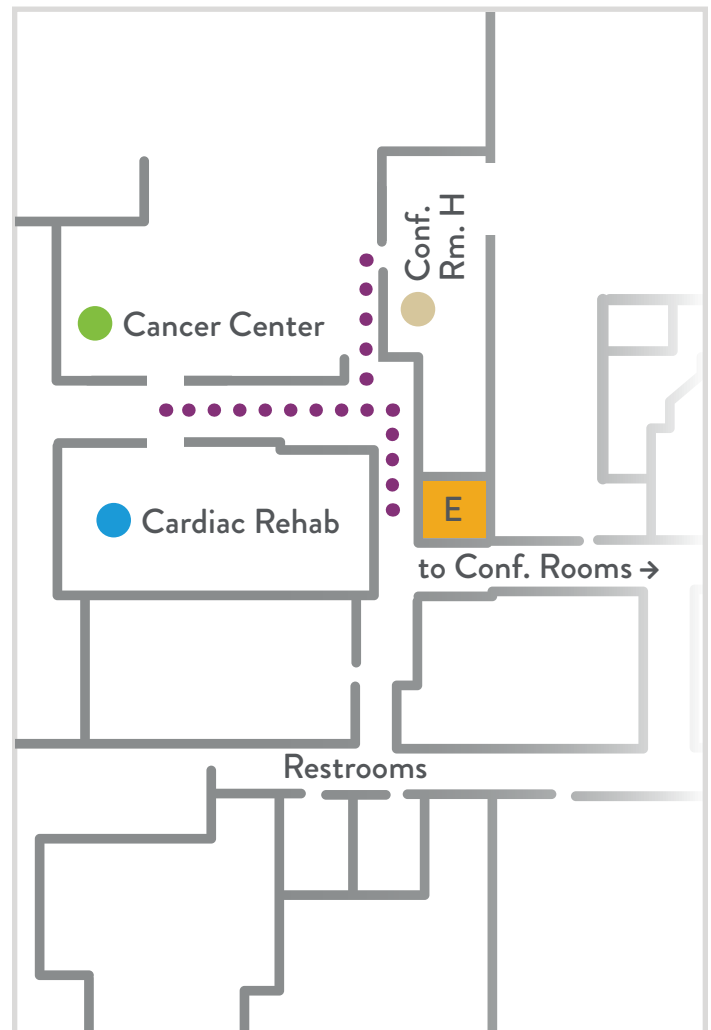 Conf.
Rm. H
Cancer Center
E
Cardiac Rehab
to Conf. Rooms →
Restrooms